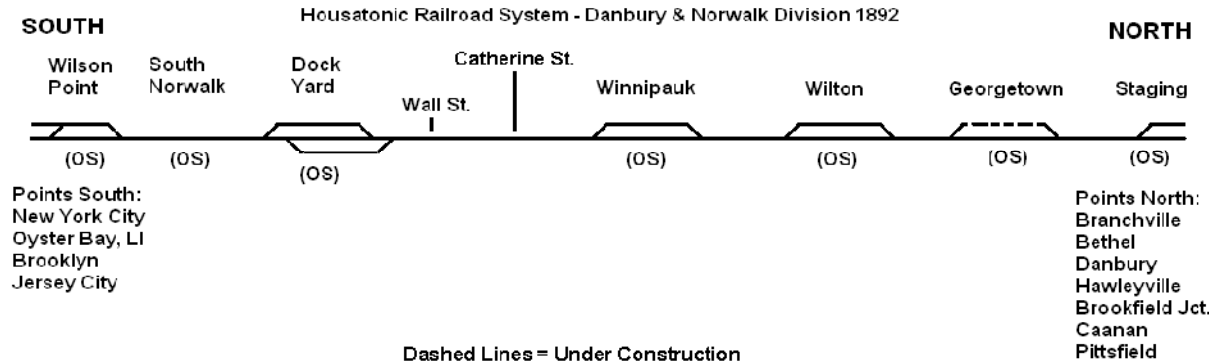 Housatonic Railroad System - Danbury & Norwalk Division 1892
SOUTH
NORTH
Wilson
Point
South
Norwalk
Dock
Yard
Wall St.
Catherine St.
Winnipauk
Wilton
Georgetown
Staging
(OS)
(OS)
(OS)
(OS)
(OS)
(OS)
(OS)
Points South:
New York City
Oyster Bay, LI
Brooklyn
Jersey City
Points North:
Branchville
Bethel
Danbury
Hawleyville
Brookfield Jct.
Caanan
Pittsfield
Dashed Lines = Under Construction